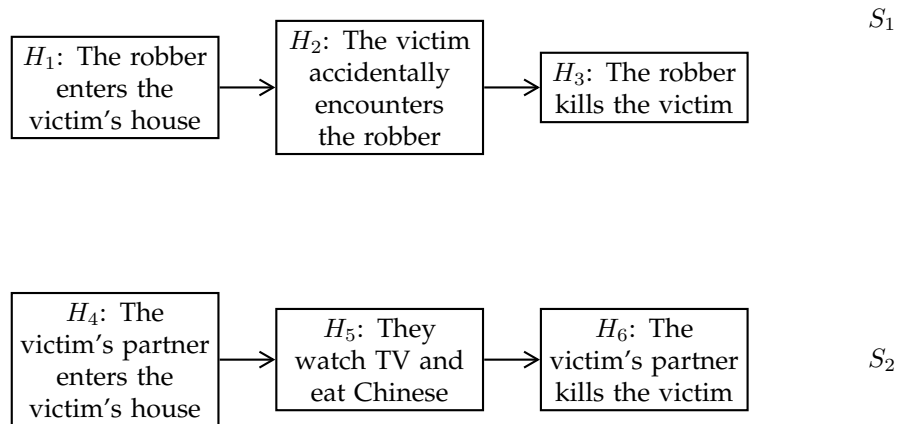 S₁
H₁: The robber
enters the
victim's house
H₂: The victim
accidentally
encounters
the robber
H₃: The robber
kills the victim
H₄: The
victim's partner
enters the
victim's house
H₅: They
watch TV and
eat Chinese
H₆: The
victim's partner
kills the victim
S₂